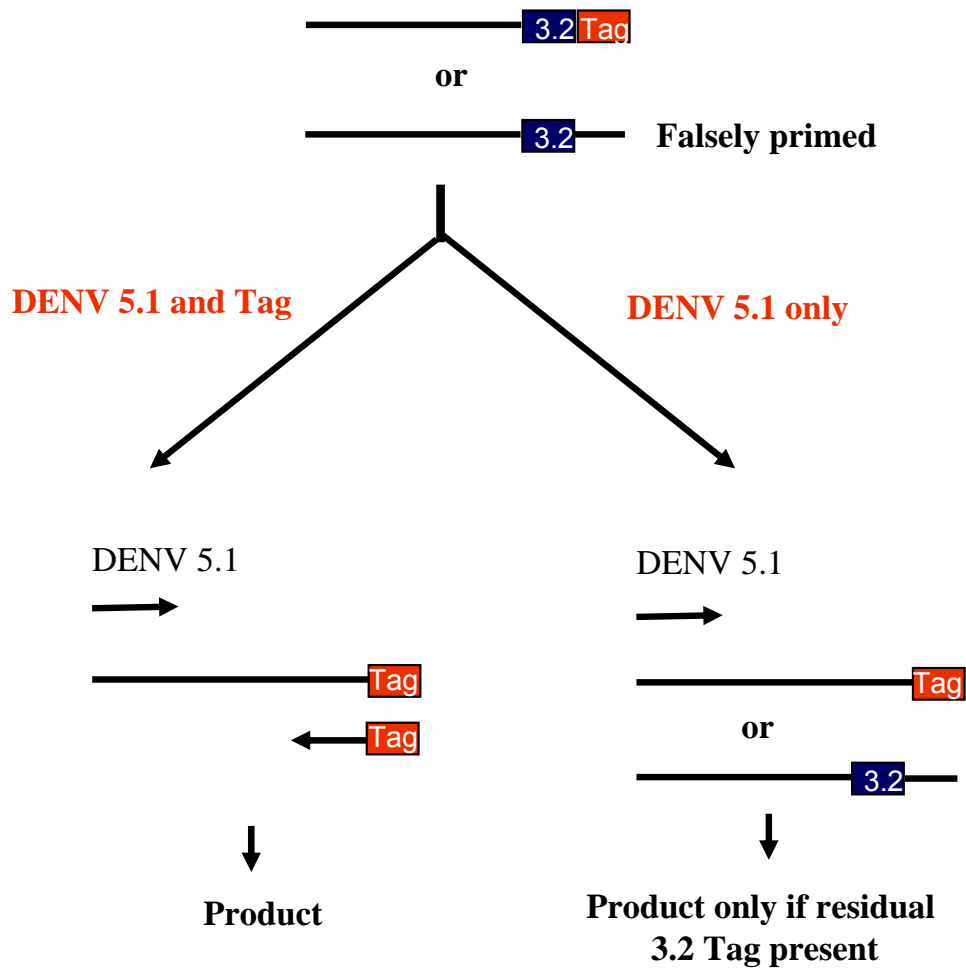 3.2 Tag
or
3.2 Falsely primed
DENV 5.1 and Tag
DENV 5.1 only
DENV 5.1
Tag
Tag
Product
DENV 5.1
Tag
or
3.2
Product only if residual
3.2 Tag present